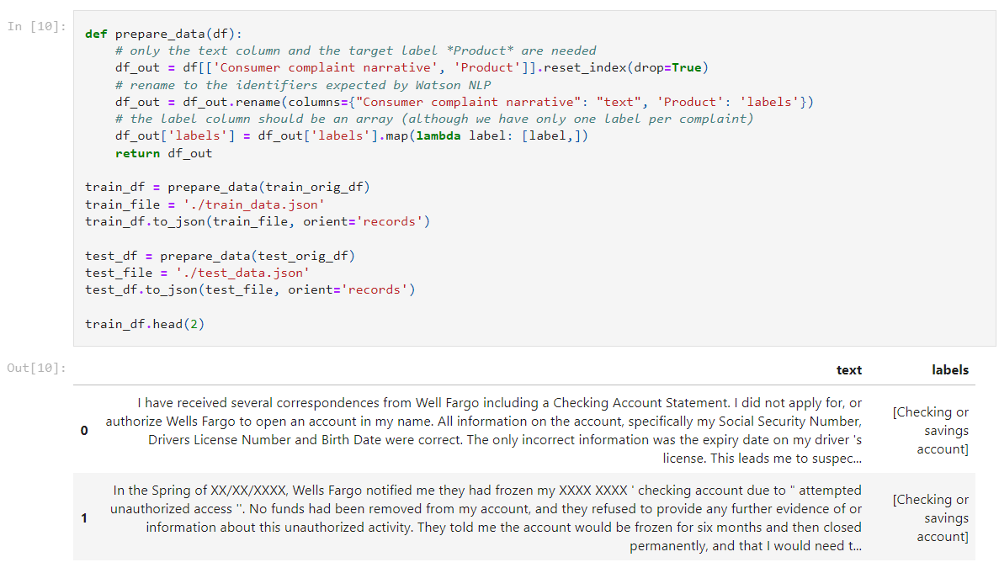 In [10]:
def prepare_data(df):
    # only the text column and the target label *Product* are needed
    df_out = df[['Consumer complaint narrative', 'Product']].reset_index(drop=True)
    # rename to the identifiers expected by Watson NLP
    df_out = df_out.rename(columns={"Consumer complaint narrative": "text", 'Product': 'labels'})
    # the label column should be an array (although we have only one label per complaint)
    df_out['labels'] = df_out['labels'].map(lambda label: [label,])
    return df_out

train_df = prepare_data(train_orig_df)
train_file = './train_data.json'
train_df.to_json(train_file, orient='records')

test_df = prepare_data(test_orig_df)
test_file = './test_data.json'
test_df.to_json(test_file, orient='records')

train_df.head(2)
Out[10]:
text labels
0
I have received several correspondences from Well Fargo including a Checking Account Statement. I did not apply for, or
authorize Wells Fargo to open an account in my name. All information on the account, specifically my Social Security Number,
Drivers License Number and Birth Date were correct. The only incorrect information was the expiry date on my driver 's
license. This leads me to suspec...
[Checking or
savings
account]
1
In the Spring of XX/XX/XXXX, Wells Fargo notified me they had frozen my XXXX XXXX ' checking account due to " attempted
unauthorized access ''. No funds had been removed from my account, and they refused to provide any further evidence of or
information about this unauthorized activity. They told me the account would be frozen for six months and then closed
permanently, and that I would need t...
[Checking or
savings
account]